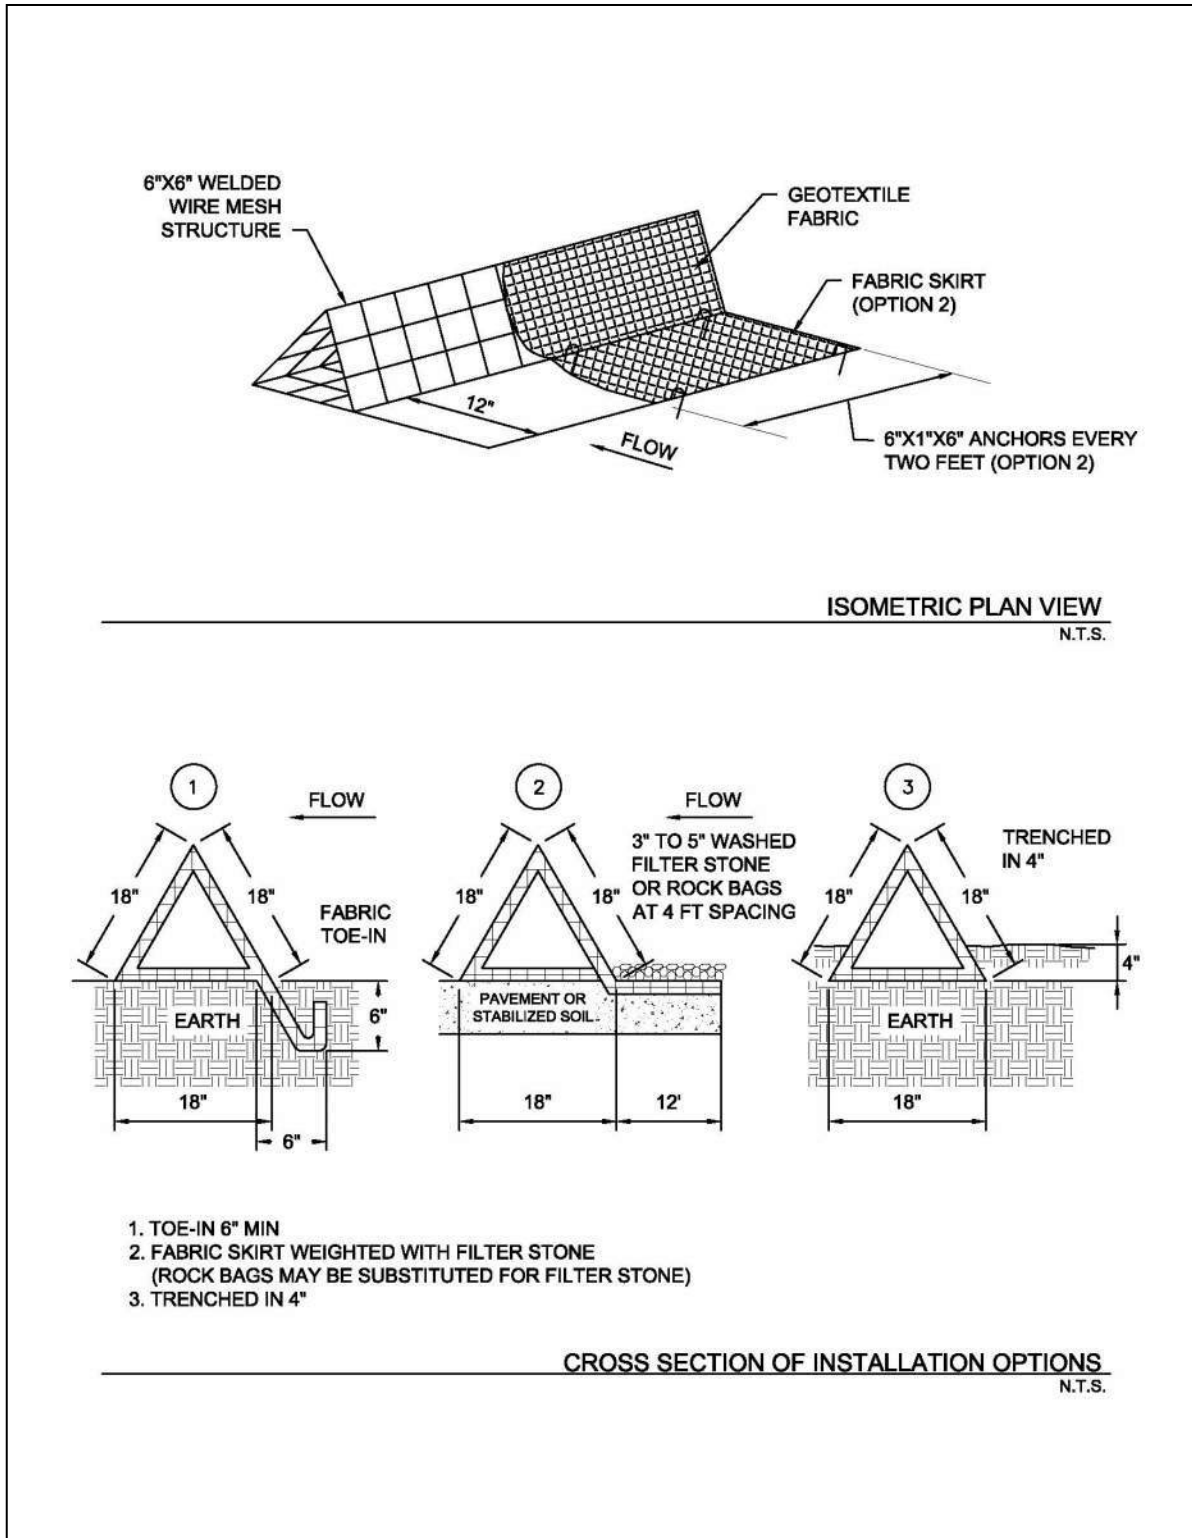 6"X6" WELDED
WIRE MESH
STRUCTURE
GEOTEXTILE
FABRIC
FABRIC SKIRT
(OPTION 2)
12"
FLOW
6"X1"X6" ANCHORS EVERY
TWO FEET (OPTION 2)
ISOMETRIC PLAN VIEW
N.T.S.
1
FLOW
18"
18"
FABRIC
TOE-IN
EARTH
6"
18"
6"
2
FLOW
3" TO 5" WASHED
FILTER STONE
OR ROCK BAGS
AT 4 FT SPACING
18"
18"
PAVEMENT OR
STABILIZED SOIL
18"
12'
3
TRENCHED
IN 4"
18"
18"
4"
EARTH
18"
1. TOE-IN 6" MIN
2. FABRIC SKIRT WEIGHTED WITH FILTER STONE
(ROCK BAGS MAY BE SUBSTITUTED FOR FILTER STONE)
3. TRENCHED IN 4"
CROSS SECTION OF INSTALLATION OPTIONS
N.T.S.